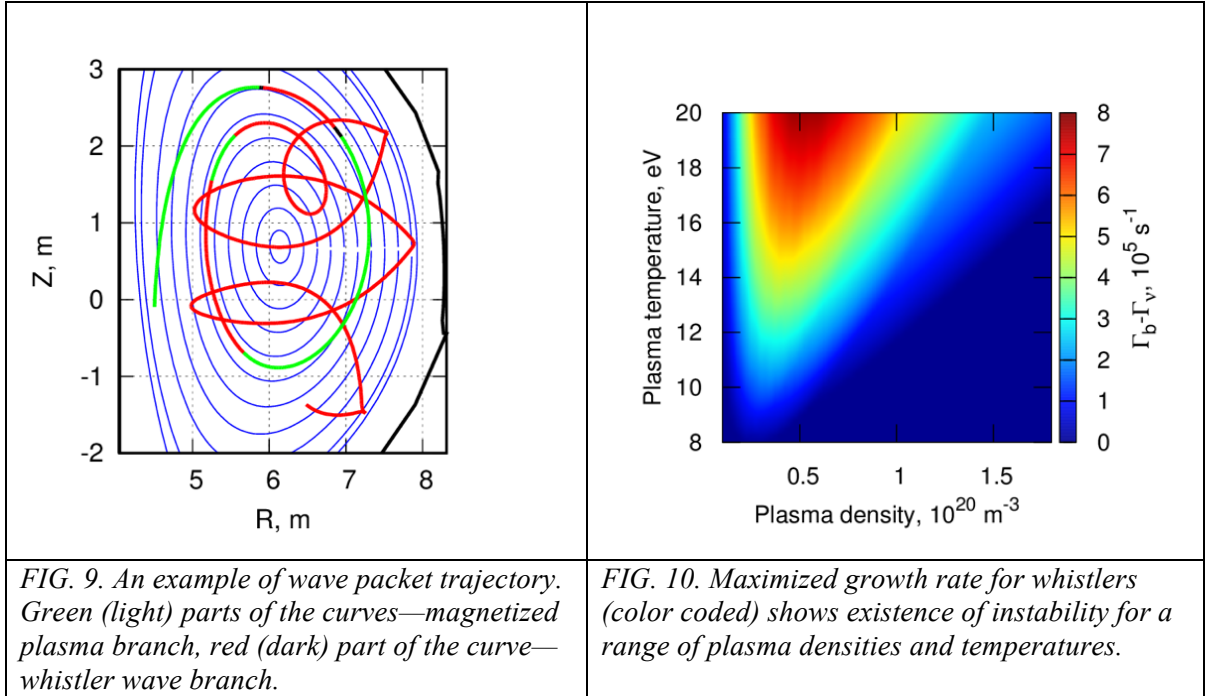 3
2
1
0
-1
-2
Z, m
5
6
7
8
R, m
20
18
16
14
12
10
8
Plasma temperature, eV
0.5
1
1.5
Plasma density, 10²⁰ m⁻³
8
7
6
5
4
3
2
1
0
Γb-Γν, 10⁵ s⁻¹
FIG. 9. An example of wave packet trajectory.
Green (light) parts of the curves—magnetized
plasma branch, red (dark) part of the curve—
whistler wave branch.
FIG. 10. Maximized growth rate for whistlers
(color coded) shows existence of instability for a
range of plasma densities and temperatures.